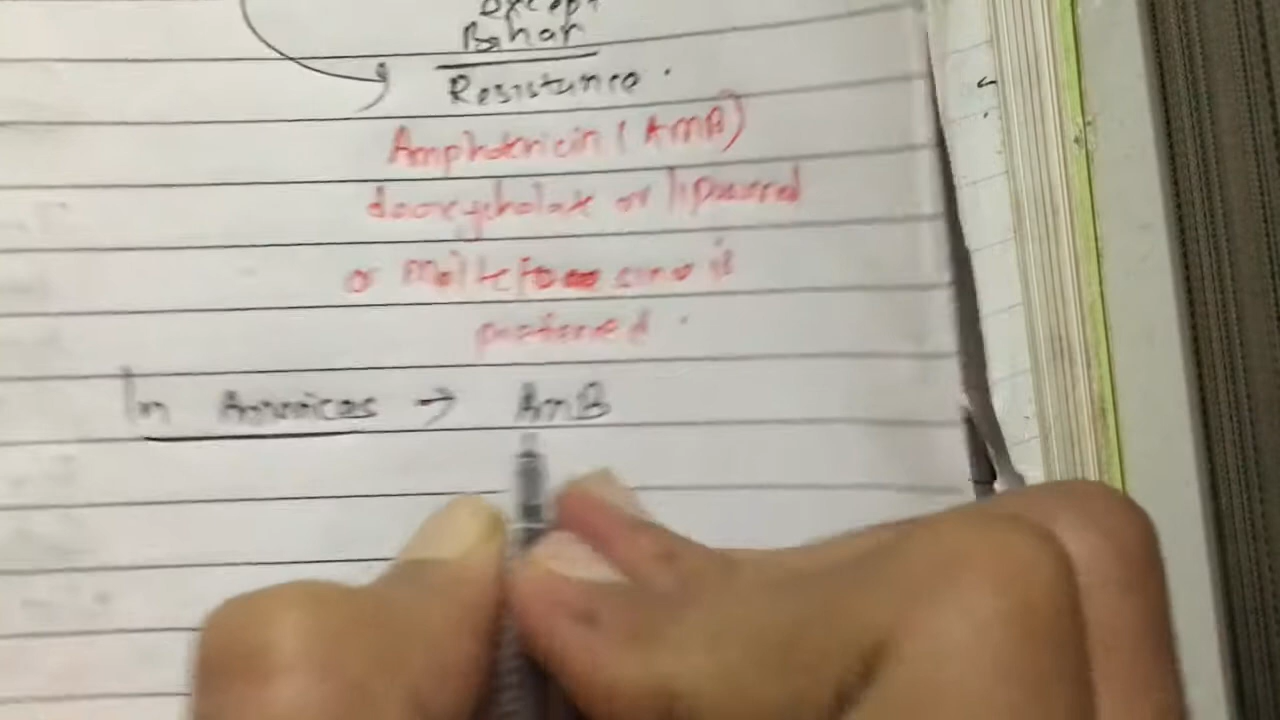 Except
Bihar
Resistance.
Amphotericin (AMB)
deoxycholate or liposomal
or Miltefosine is
preferred.
In Americas → AmB